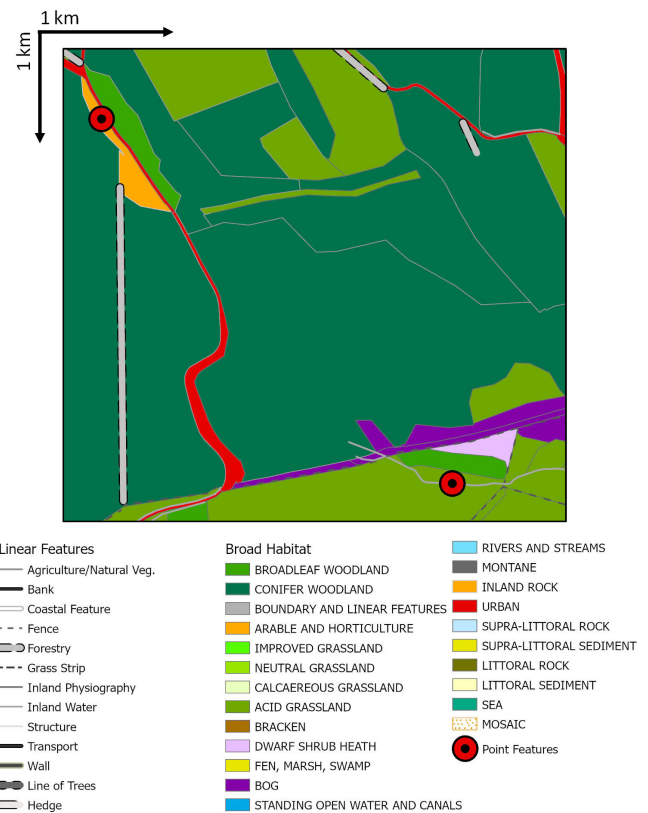 1 km
1 km
Linear Features
Agriculture/Natural Veg.
Bank
Coastal Feature
Fence
Forestry
Grass Strip
Inland Physiography
Inland Water
Structure
Transport
Wall
Line of Trees
Hedge
Broad Habitat
BROADLEAF WOODLAND
CONIFER WOODLAND
BOUNDARY AND LINEAR FEATURES
ARABLE AND HORTICULTURE
IMPROVED GRASSLAND
NEUTRAL GRASSLAND
CALCAEREOUS GRASSLAND
ACID GRASSLAND
BRACKEN
DWARF SHRUB HEATH
FEN, MARSH, SWAMP
BOG
STANDING OPEN WATER AND CANALS
RIVERS AND STREAMS
MONTANE
INLAND ROCK
URBAN
SUPRA-LITTORAL ROCK
SUPRA-LITTORAL SEDIMENT
LITTORAL ROCK
LITTORAL SEDIMENT
SEA
MOSAIC
Point Features